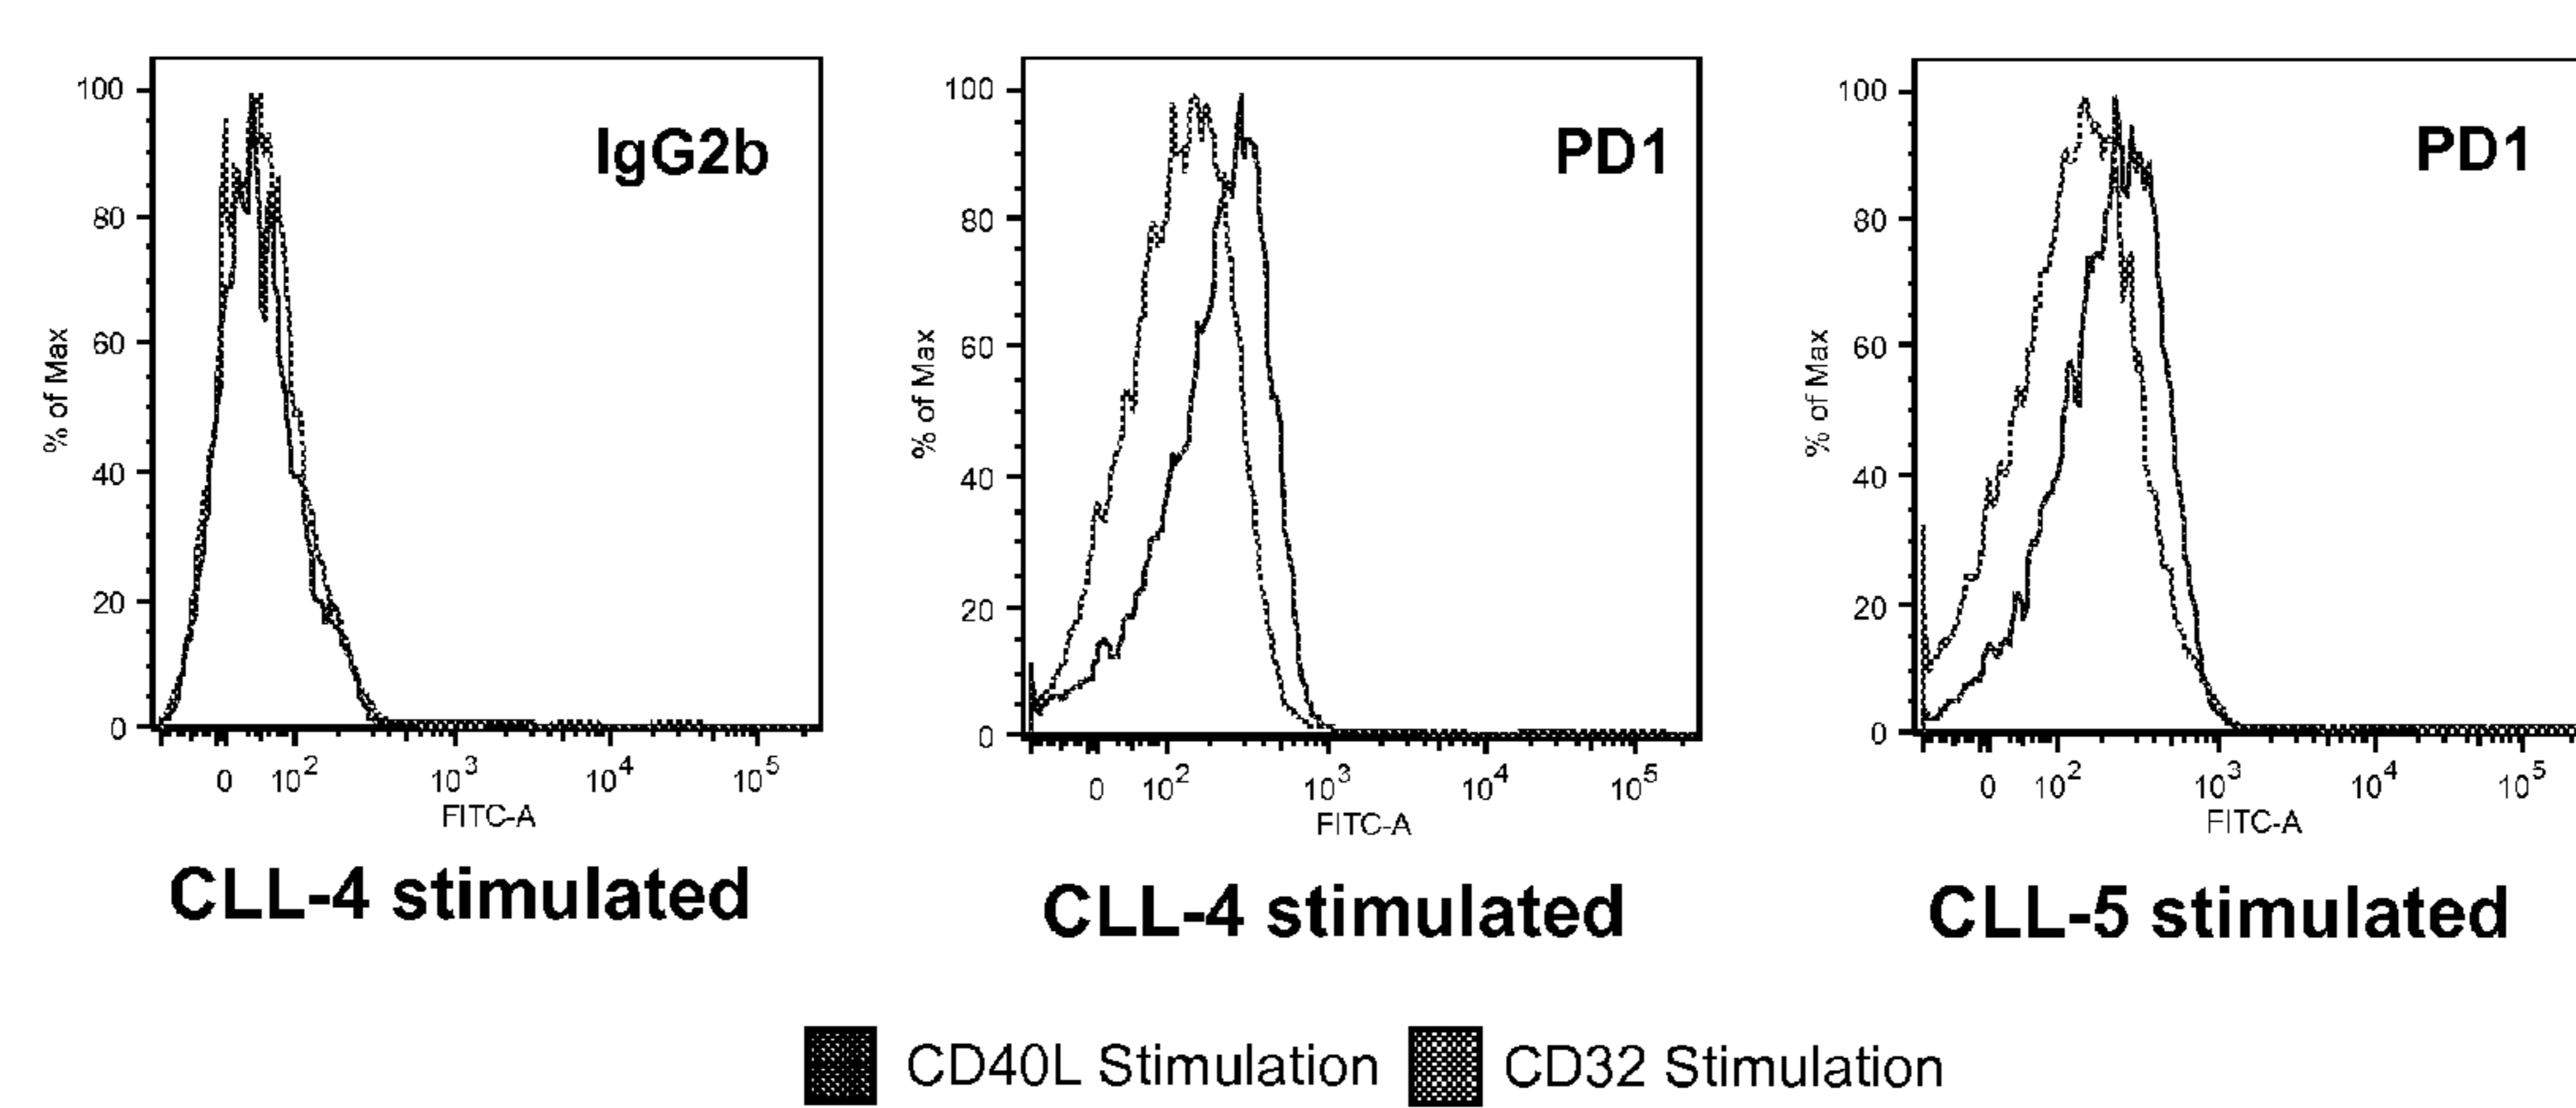 IgG2b
% of Max
100
80
60
40
20
0
0 10^2 10^3 10^4 10^5
FITC-A
CLL-4 stimulated
PD1
% of Max
100
80
60
40
20
0
0 10^2 10^3 10^4 10^5
FITC-A
CLL-4 stimulated
PD1
% of Max
100
80
60
40
20
0
0 10^2 10^3 10^4 10^5
FITC-A
CLL-5 stimulated
CD40L Stimulation
CD32 Stimulation